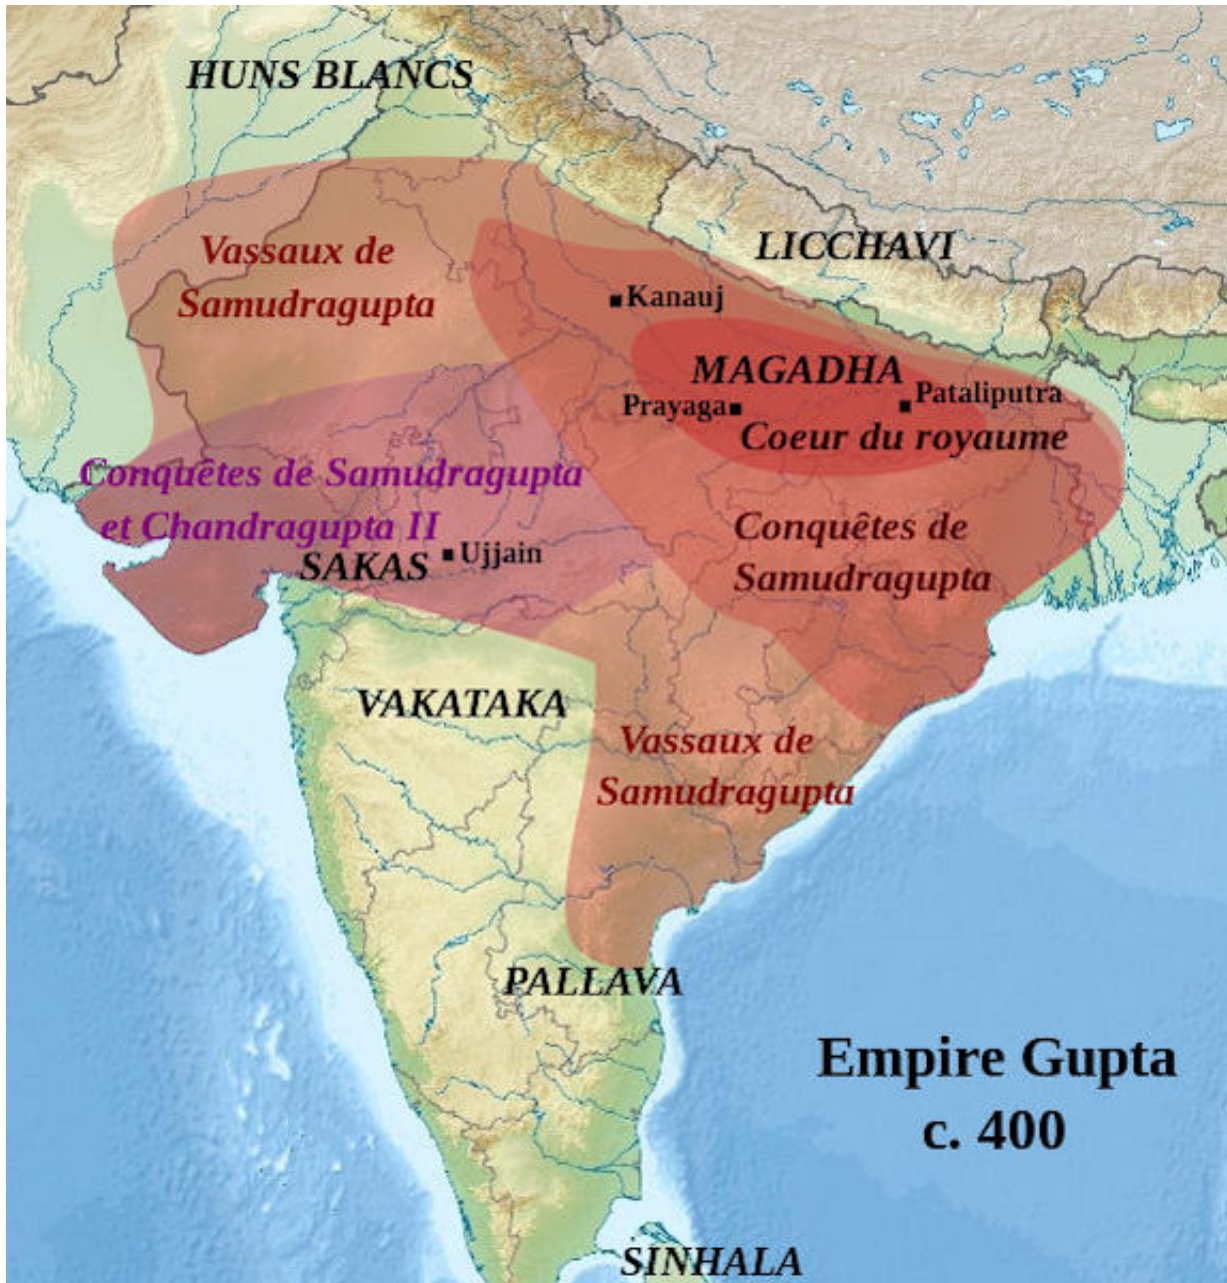 HUNS BLANCS
Vassaux de
Samudragupta
LICCHAVI
Kanauj
MAGADHA
Prayaga
Pataliputra
Coeur du royaume
Conquêtes de Samudragupta
et Chandragupta II
SAKAS
Ujjain
Conquêtes de
Samudragupta
VAKATAKA
Vassaux de
Samudragupta
PALLAVA
Empire Gupta
c. 400
SINHALA